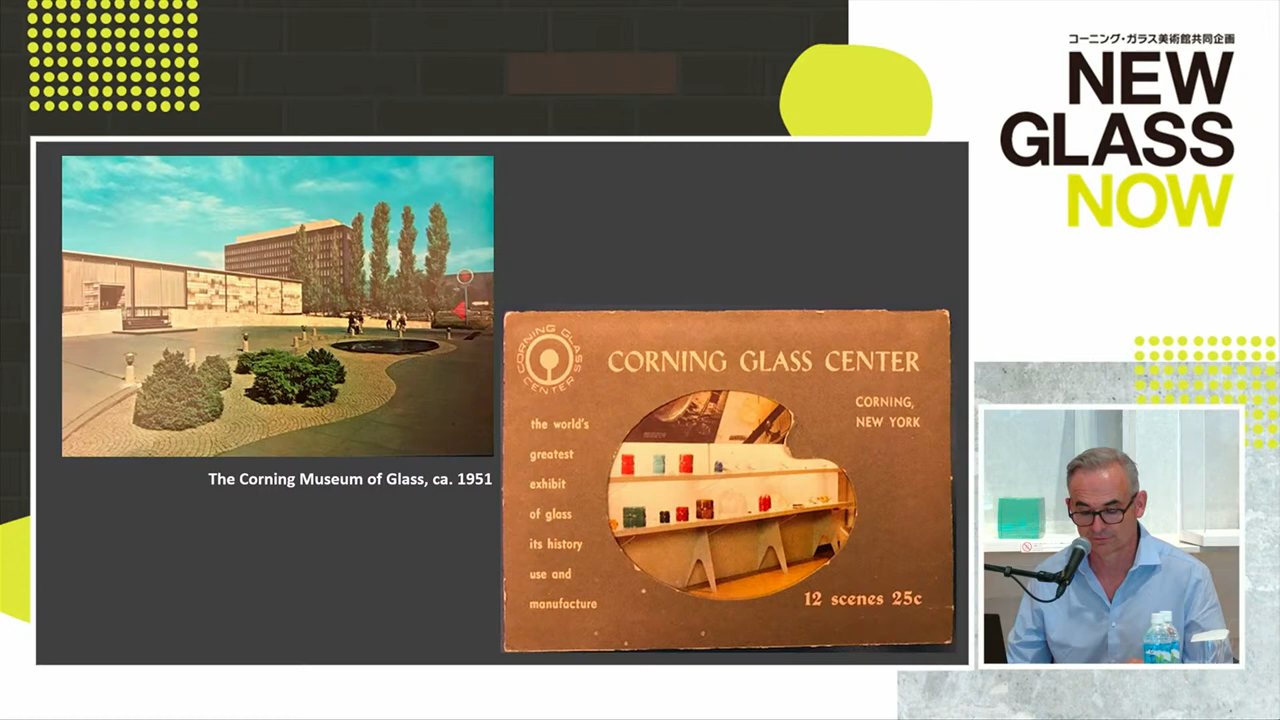 コーニング・ガラス美術館共同企画
NEW
GLASS
NOW
The Corning Museum of Glass, ca. 1951
CORNING GLASS CENTER
CORNING GLASS CENTER
CORNING,
NEW YORK
the world's
greatest
exhibit
of glass
its history
use and
manufacture
12 scenes 25c